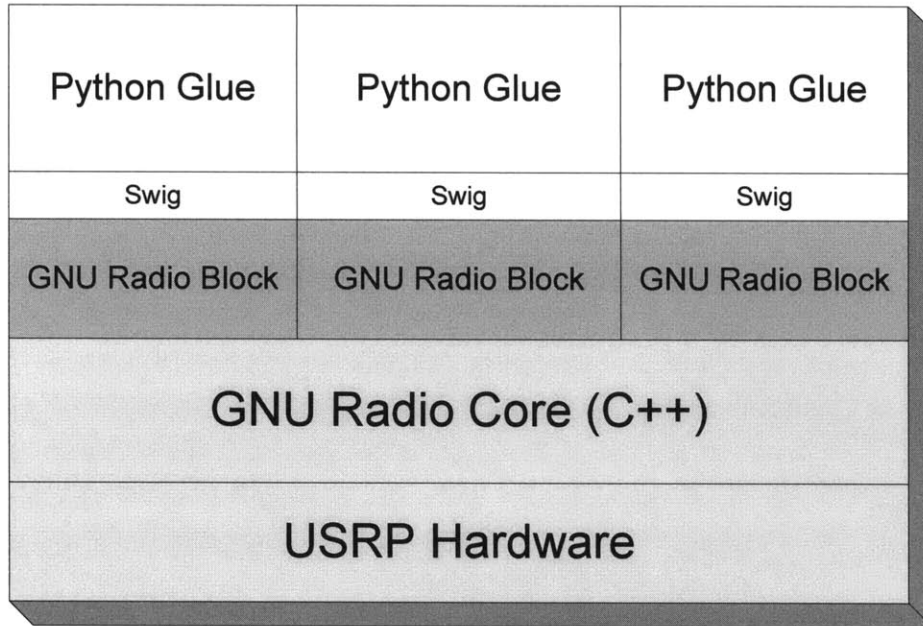 Python Glue Python Glue Python Glue
Swig Swig Swig
GNU Radio Block GNU Radio Block GNU Radio Block
GNU Radio Core (C++)
USRP Hardware